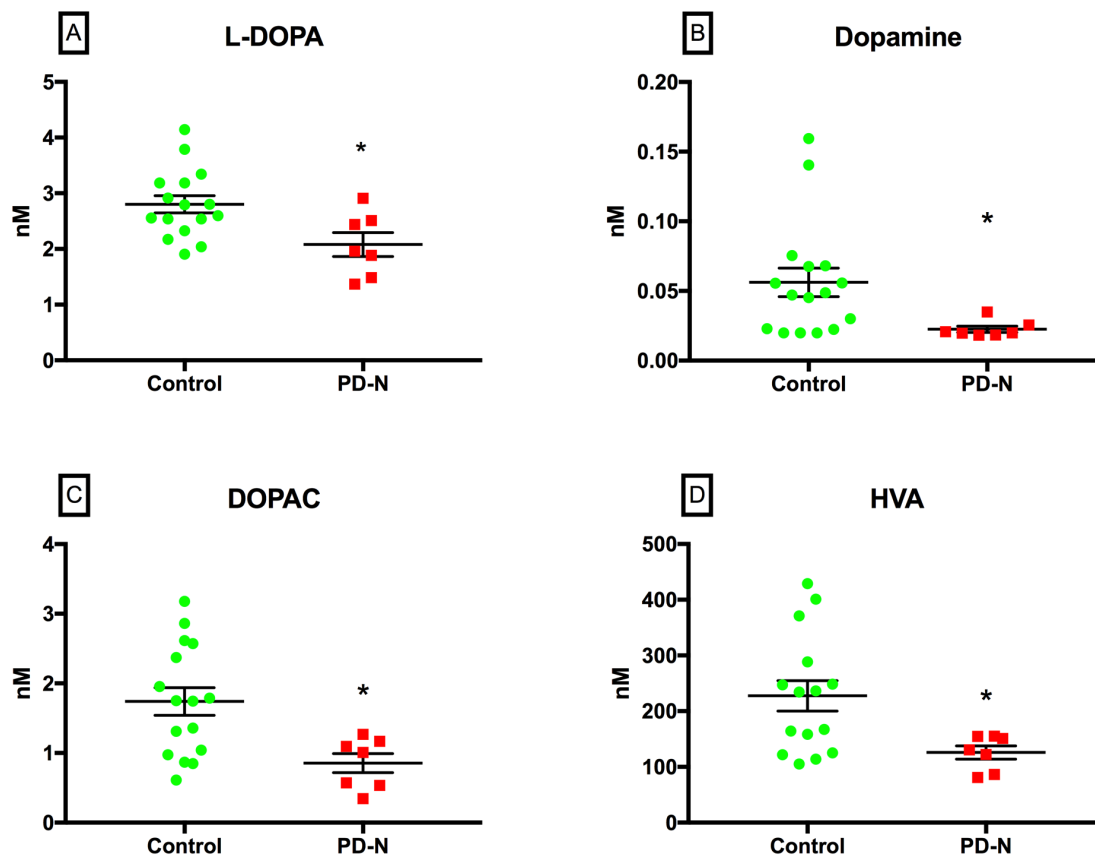 A
L-DOPA
5
4
3
2
1
0
nM
*
Control
PD-N
B
Dopamine
0.20
0.15
0.10
0.05
0.00
nM
*
Control
PD-N
C
DOPAC
4
3
2
1
0
nM
*
Control
PD-N
D
HVA
500
400
300
200
100
0
nM
*
Control
PD-N